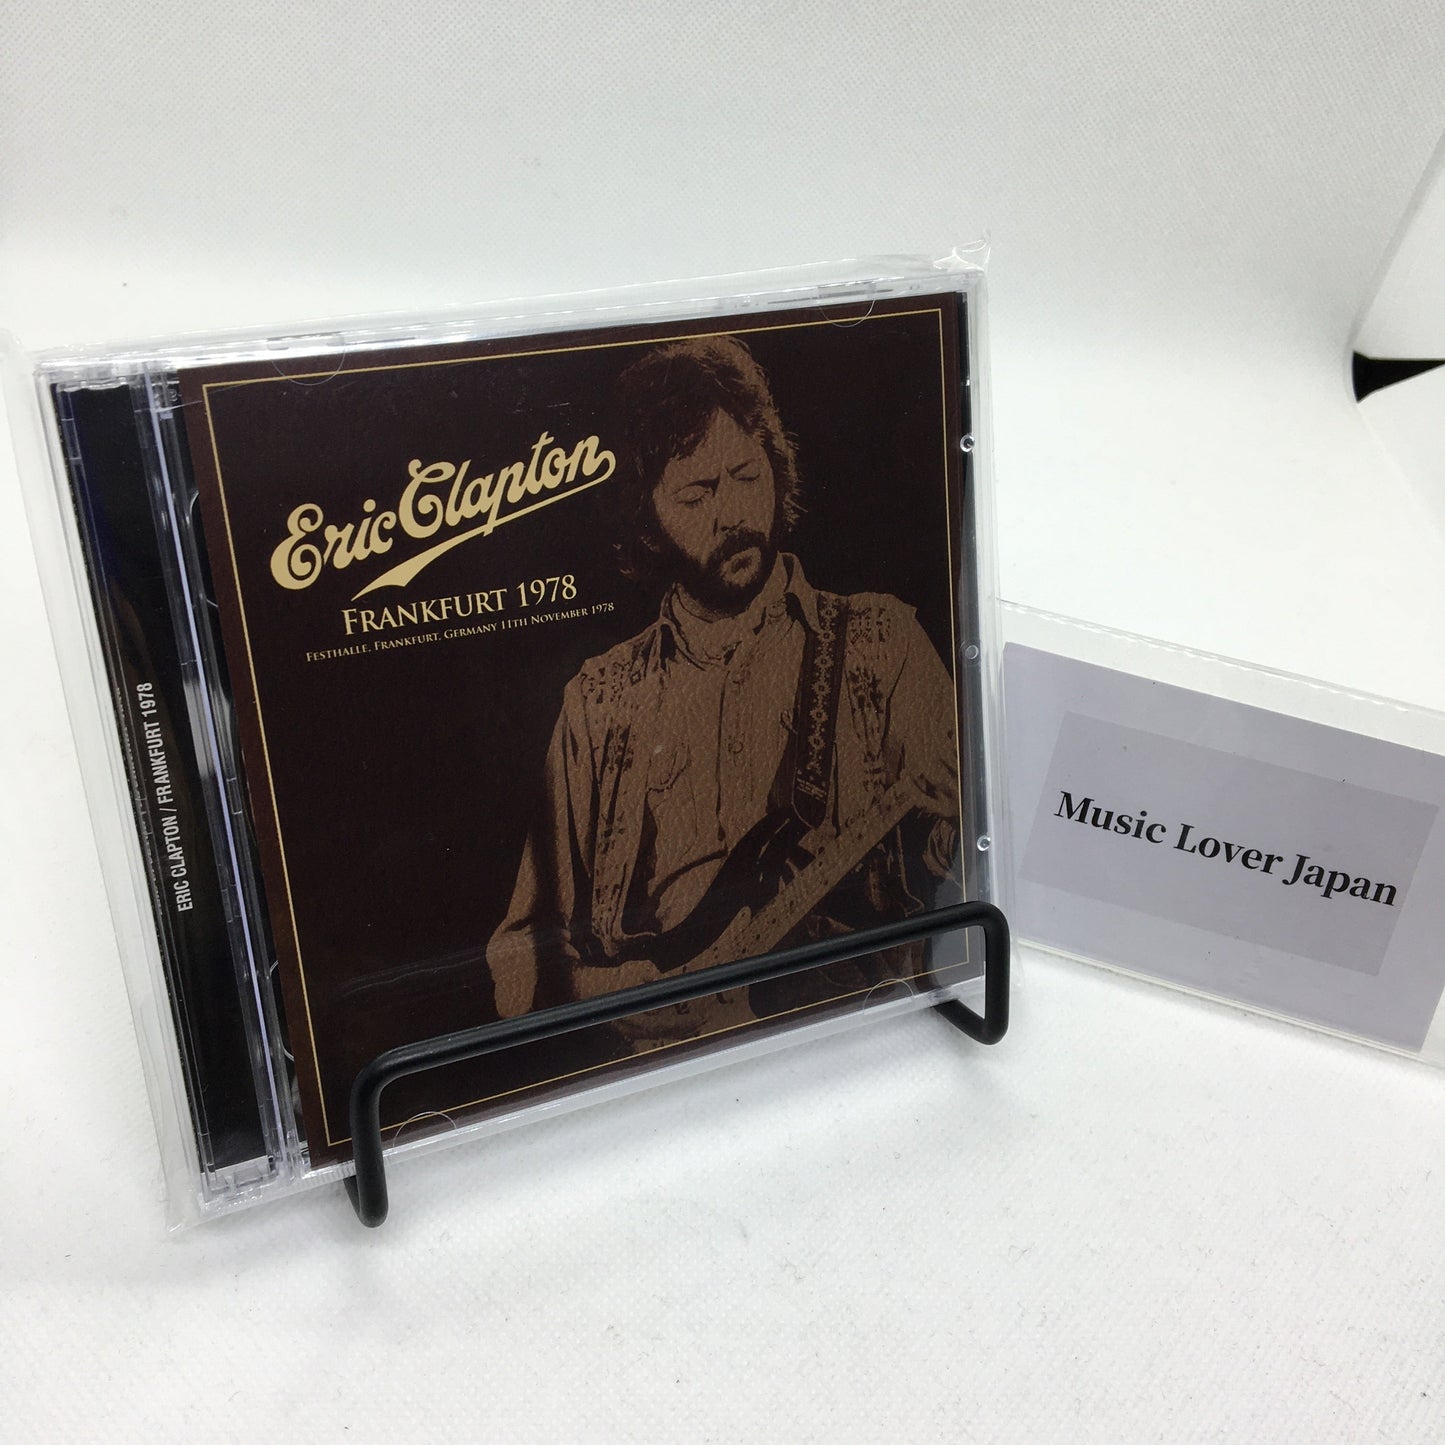 Eric Clapton
FRANKFURT 1978
FESTHALLE, FRANKFURT, GERMANY 11TH NOVEMBER 1978
ERIC CLAPTON / FRANKFURT 1978
Music Lover Japan